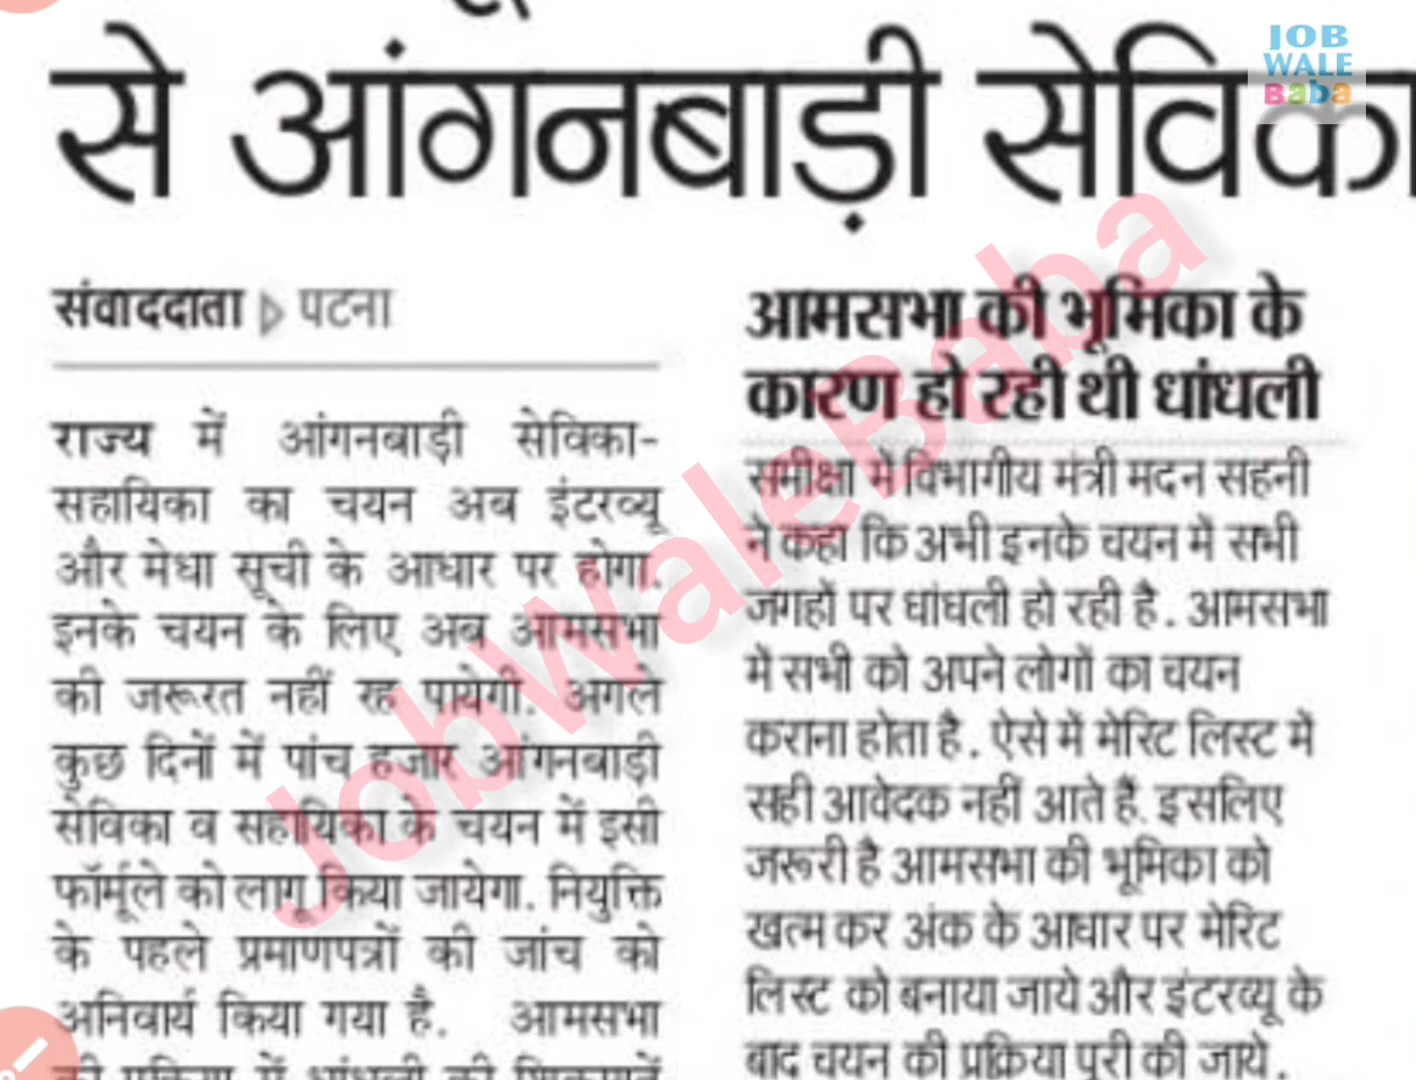 से आंगनबाड़ी सेविका
JOB
WALE
Baba
संवाददाता पटना
राज्य में आंगनबाड़ी सेविका-
सहायिका का चयन अब इंटरव्यू
और मेधा सूची के आधार पर होगा.
इनके चयन के लिए अब आमसभा
की जरूरत नहीं रह पायेगी. अगले
कुछ दिनों में पांच हजार आंगनबाड़ी
सेविका व सहायिका के चयन में इसी
फॉर्मूले को लागू किया जायेगा. नियुक्ति
के पहले प्रमाणपत्रों की जांच को
अनिवार्य किया गया है. आमसभा
की प्रक्रिया में धांधली की शिकायतें
आमसभा की भूमिका के
कारण हो रही थी धांधली
समीक्षा में विभागीय मंत्री मदन सहनी
ने कहा कि अभी इनके चयन में सभी
जगहों पर धांधली हो रही है. आमसभा
में सभी को अपने लोगों का चयन
कराना होता है. ऐसे में मेरिट लिस्ट में
सही आवेदक नहीं आते हैं. इसलिए
जरूरी है आमसभा की भूमिका को
खत्म कर अंक के आधार पर मेरिट
लिस्ट को बनाया जाये और इंटरव्यू के
बाद चयन की प्रक्रिया पूरी की जाये.
JobWaleBaba